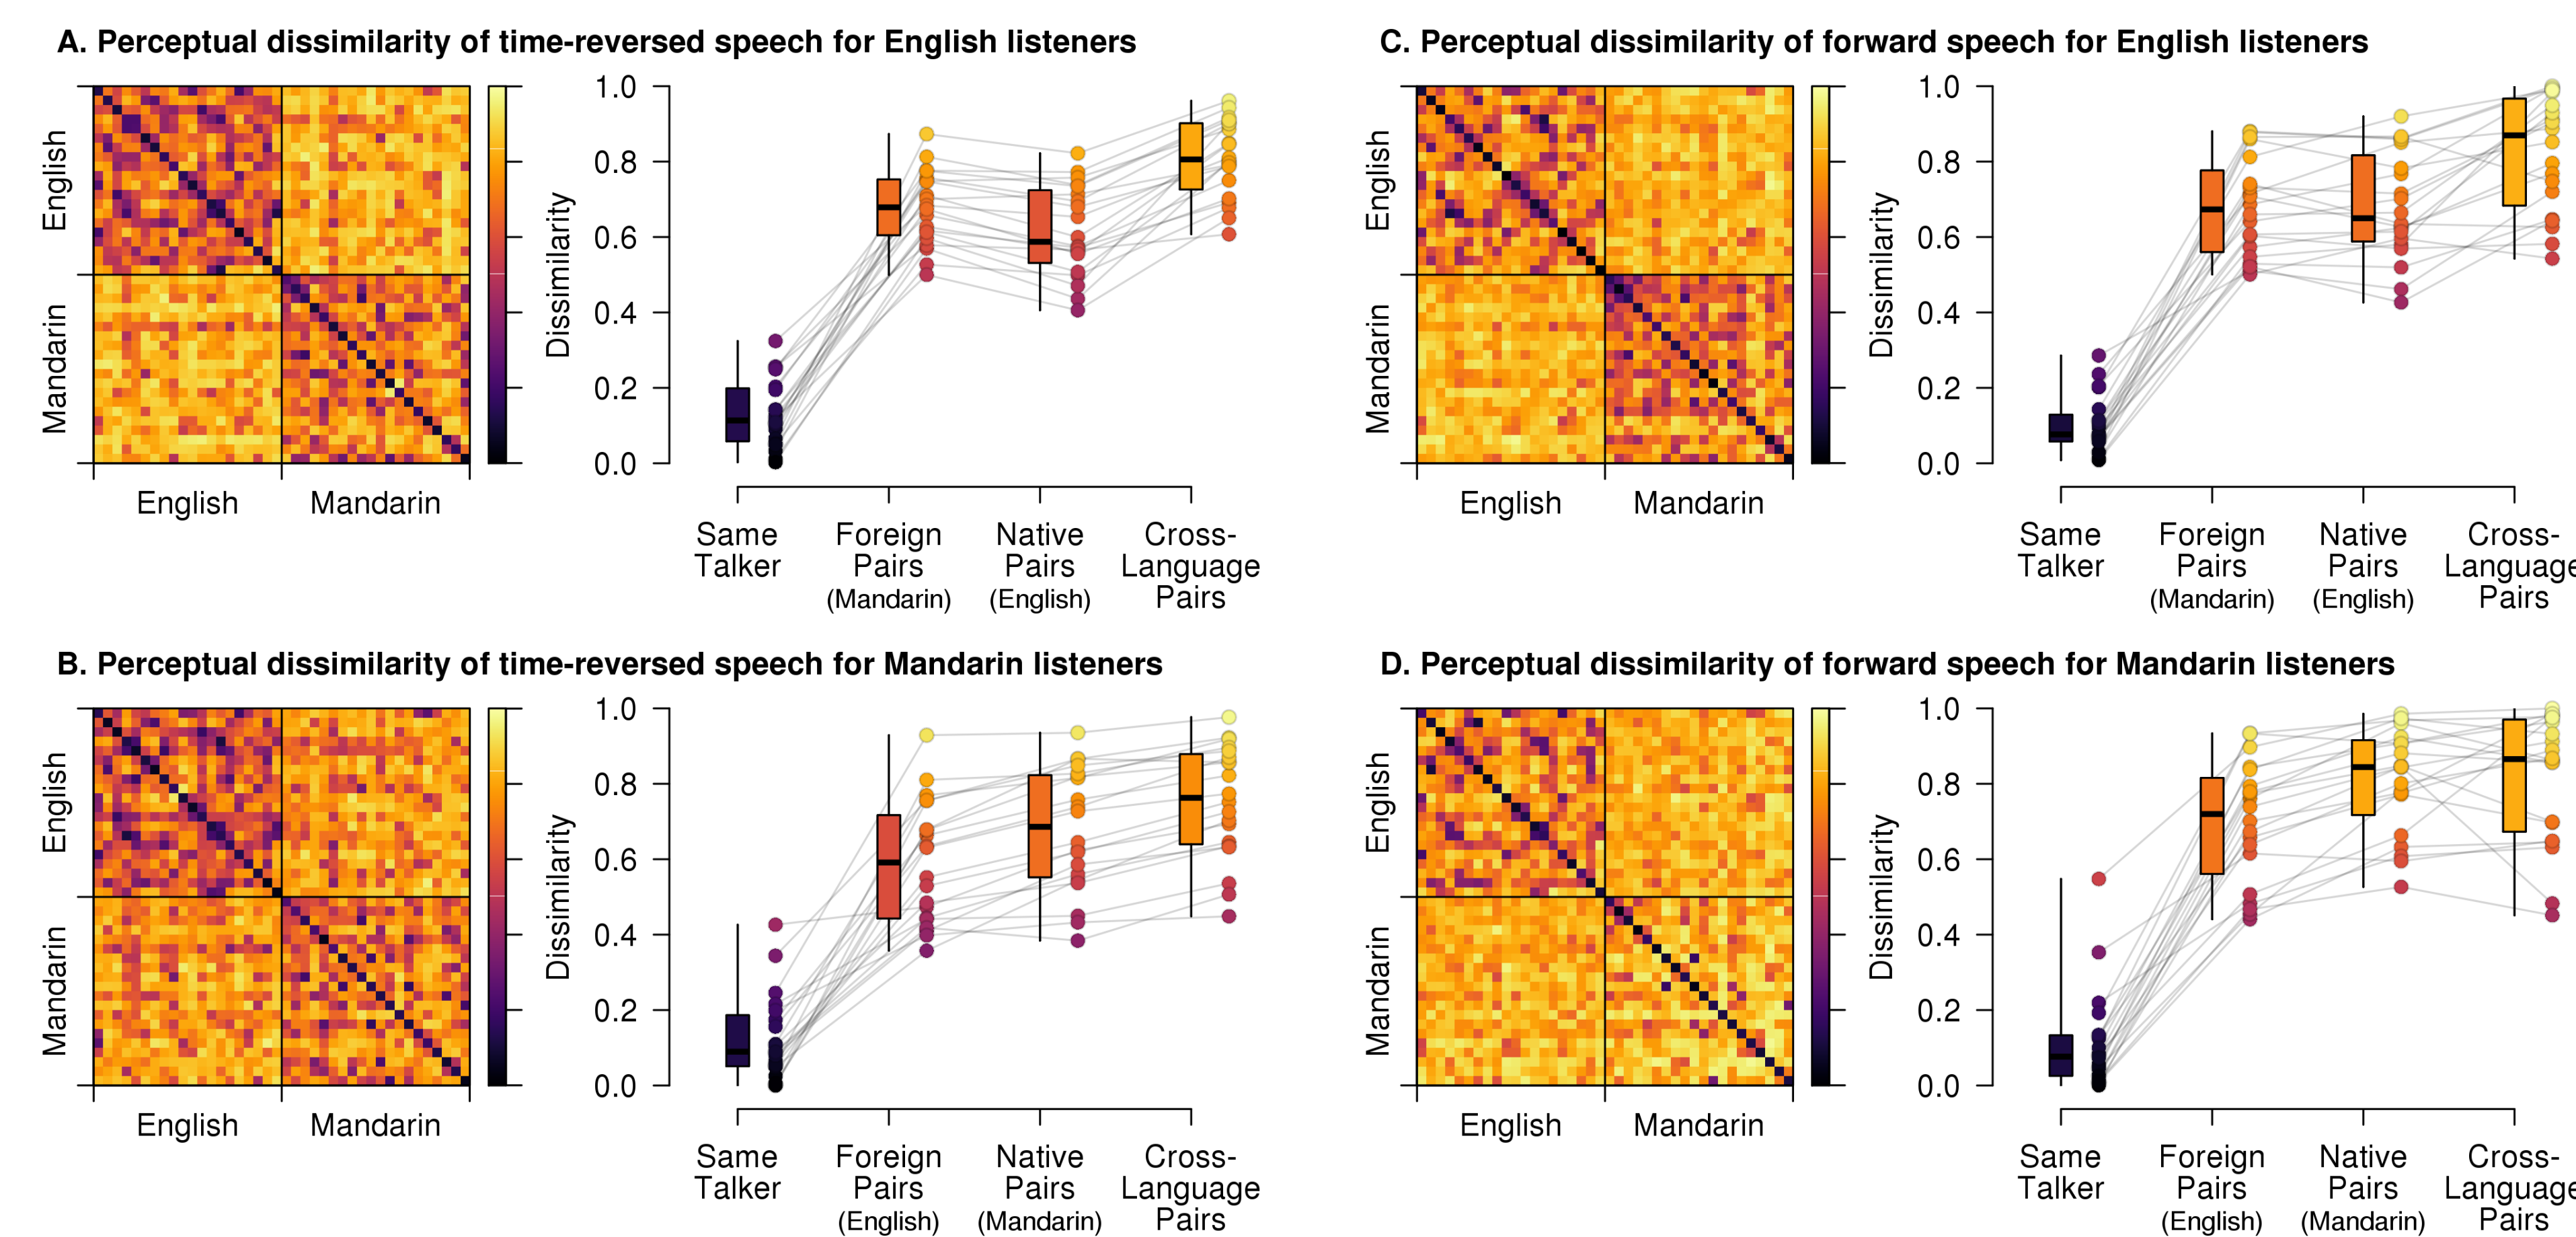 A. Perceptual dissimilarity of time-reversed speech for English listeners
English
Mandarin
English
Mandarin
Dissimilarity
1.0
0.8
0.6
0.4
0.2
0.0
Same Talker
Foreign Pairs (Mandarin)
Native Pairs (English)
Cross-Language Pairs
B. Perceptual dissimilarity of time-reversed speech for Mandarin listeners
English
Mandarin
English
Mandarin
Dissimilarity
1.0
0.8
0.6
0.4
0.2
0.0
Same Talker
Foreign Pairs (English)
Native Pairs (Mandarin)
Cross-Language Pairs
C. Perceptual dissimilarity of forward speech for English listeners
English
Mandarin
English
Mandarin
Dissimilarity
1.0
0.8
0.6
0.4
0.2
0.0
Same Talker
Foreign Pairs (Mandarin)
Native Pairs (English)
Cross-Language Pairs
D. Perceptual dissimilarity of forward speech for Mandarin listeners
English
Mandarin
English
Mandarin
Dissimilarity
1.0
0.8
0.6
0.4
0.2
0.0
Same Talker
Foreign Pairs (English)
Native Pairs (Mandarin)
Cross-Language Pairs